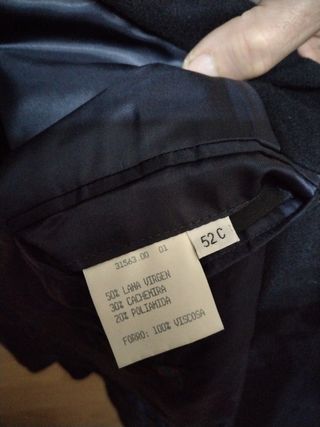 31563.00 01
52 C
50% LANA VIRGEN
30% CACHEMIRA
20% POLIAMIDA
FORRO: 100% VISCOSA